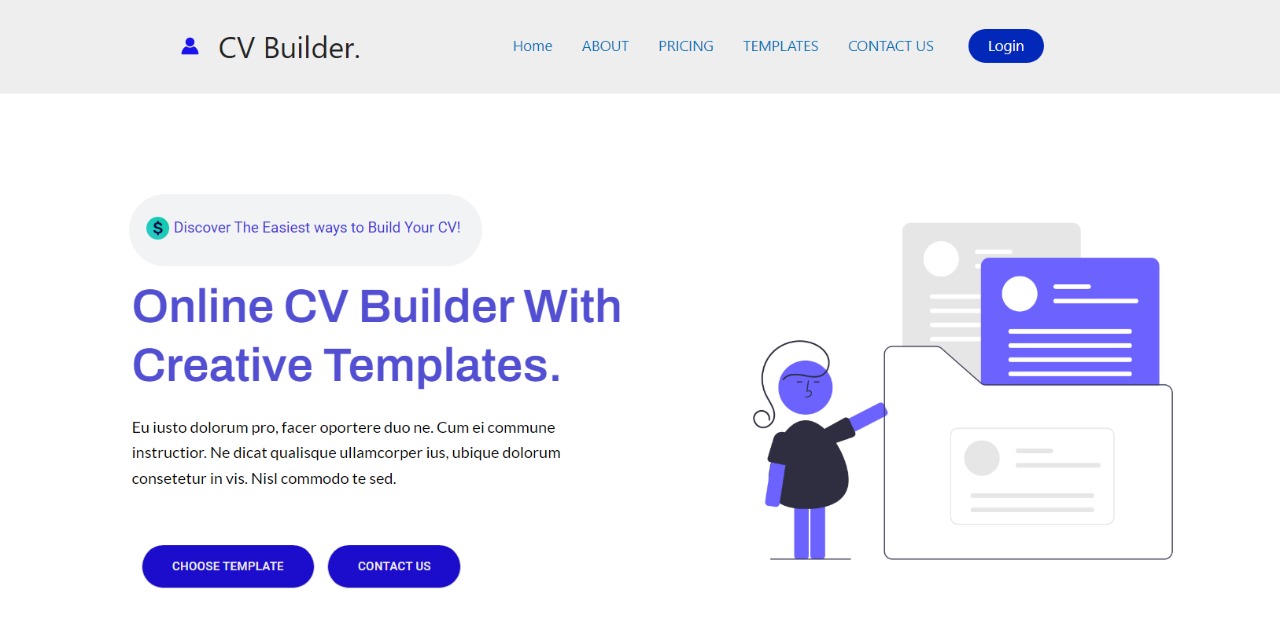 CV Builder.
Home ABOUT PRICING TEMPLATES CONTACT US Login
$ Discover The Easiest ways to Build Your CV!
Online CV Builder With
Creative Templates.
Eu iusto dolorum pro, facer oportere duo ne. Cum ei commune
instructior. Ne dicat qualisque ullamcorper ius, ubique dolorum
consetetur in vis. Nisl commodo te sed.
CHOOSE TEMPLATE CONTACT US